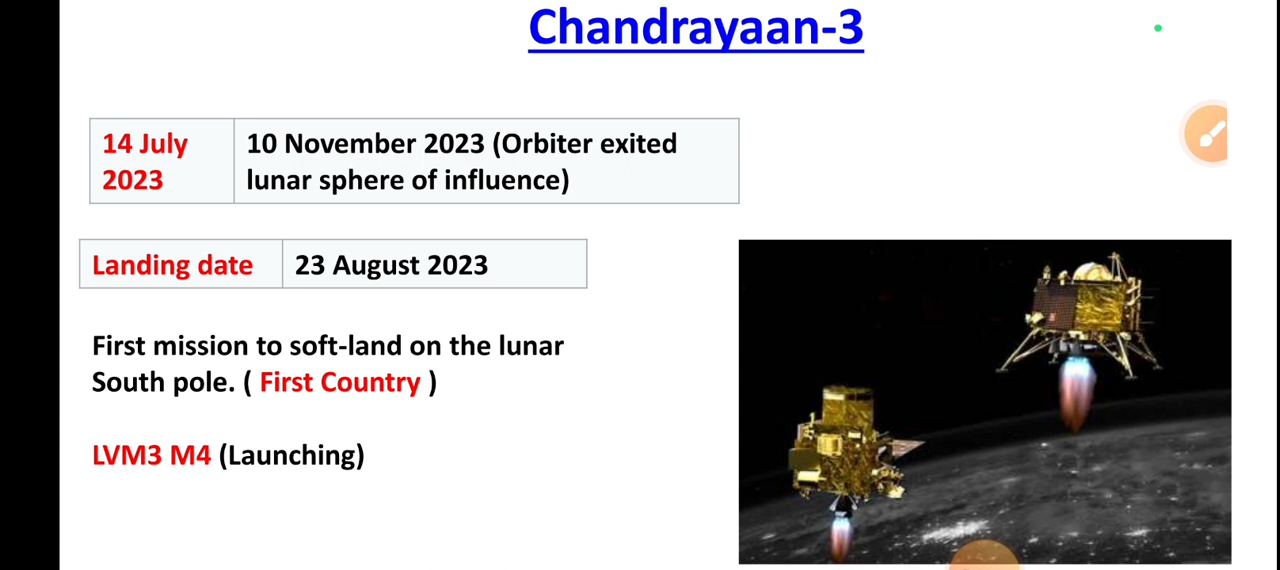 Chandrayaan-3
14 July
2023
10 November 2023 (Orbiter exited
lunar sphere of influence)
Landing date
23 August 2023
First mission to soft-land on the lunar
South pole. ( First Country )
LVM3 M4 (Launching)